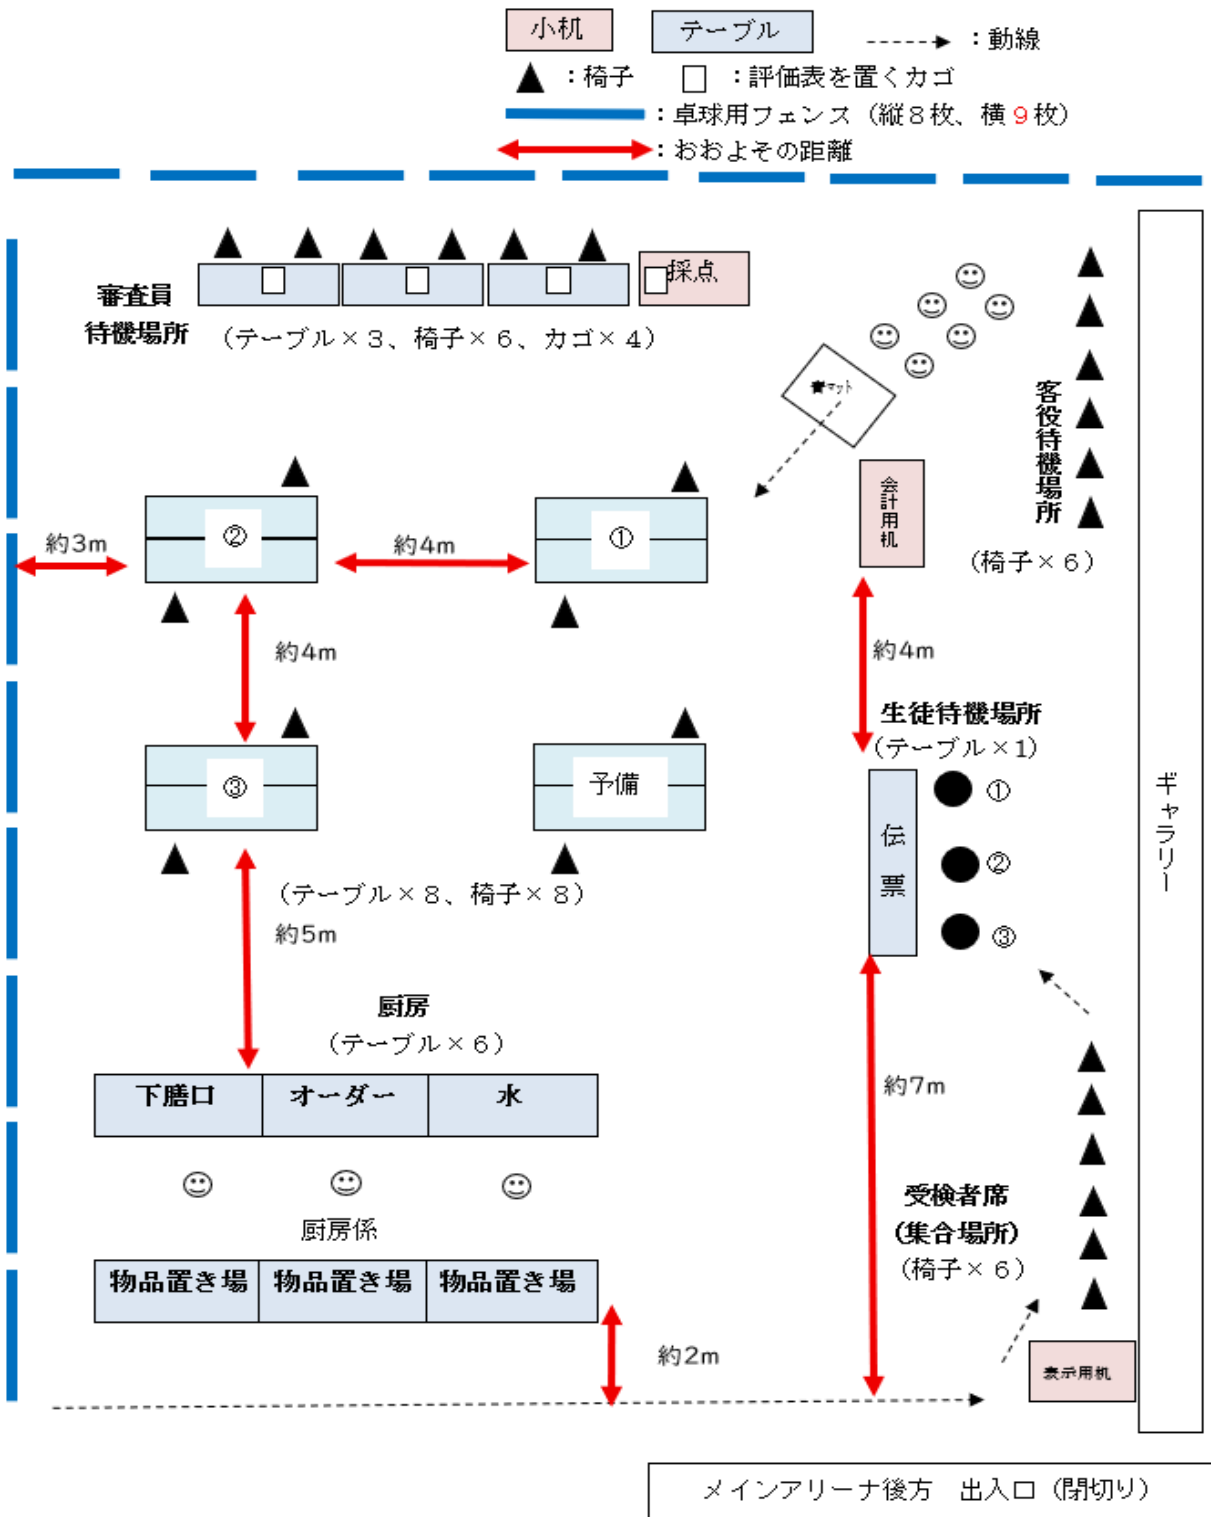 小机
テーブル
：動線
：椅子
：評価表を置くカゴ
：卓球用フェンス（縦８枚、横９枚）
：おおよその距離
採点
審査員
待機場所
（テーブル×３、椅子×６、カゴ×４）
青マット
客役待機場所
（椅子×６）
会計用机
②
①
約3m
約4m
約4m
約4m
生徒待機場所
（テーブル×１）
③
予備
伝票
①
②
③
ギャラリー
（テーブル×８、椅子×８）
約5m
厨房
（テーブル×６）
下膳口
オーダー
水
約7m
厨房係
受検者席
（集合場所）
（椅子×６）
物品置き場
物品置き場
物品置き場
約2m
表示用机
メインアリーナ後方　出入口（閉切り）